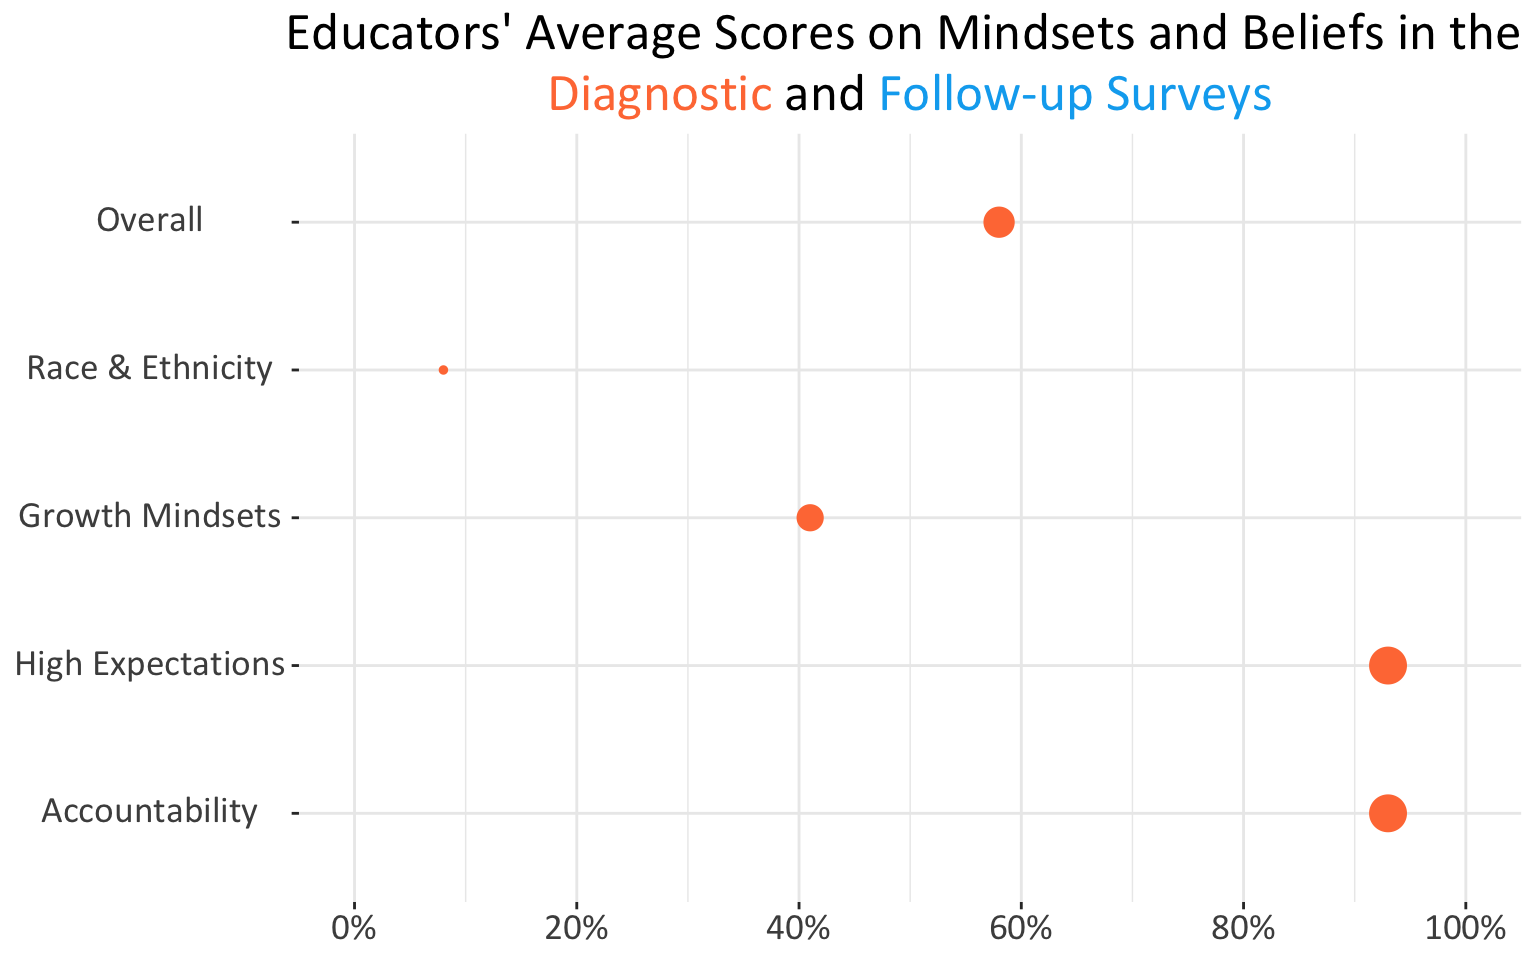 Educators' Average Scores on Mindsets and Beliefs in the
Diagnostic and Follow-up Surveys
Overall
Race & Ethnicity
Growth Mindsets
High Expectations
Accountability
0% 20% 40% 60% 80% 100%